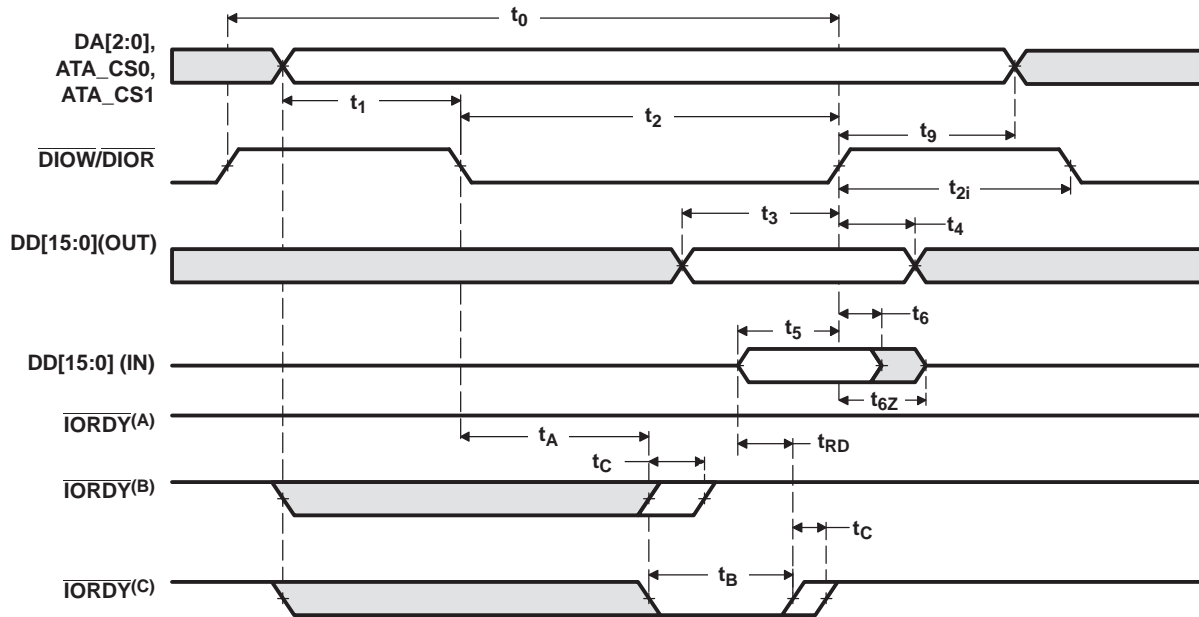 t0
DA[2:0],
ATA_CS0,
ATA_CS1
t1
t2
t9
DIOW/DIOR
t2i
t3
t4
DD[15:0](OUT)
t6
t5
DD[15:0] (IN)
t6Z
IORDY(A)
tA
tRD
tC
IORDY(B)
tC
tB
IORDY(C)